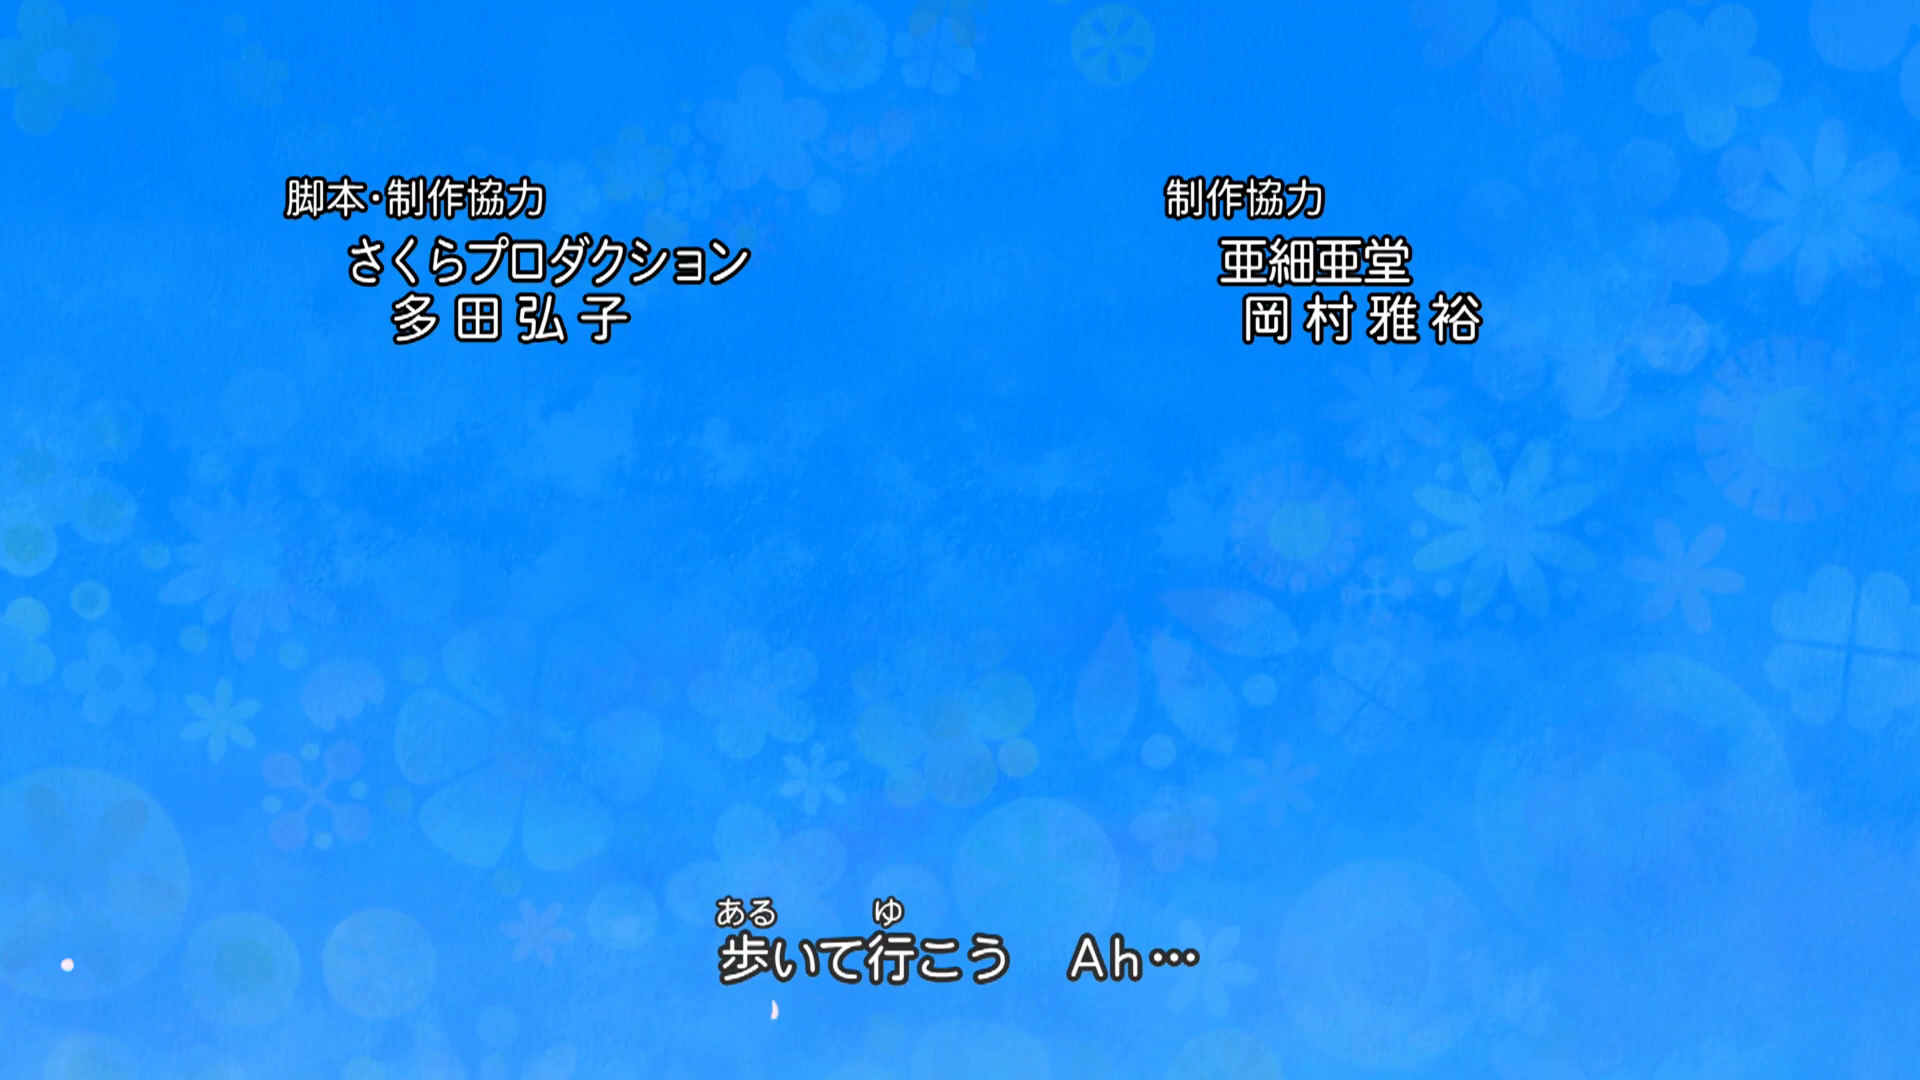 脚本・制作協力
さくらプロダクション
多田弘子
制作協力
亜細亜堂
岡村雅裕
ある ゆ
歩いて行こう Ah…